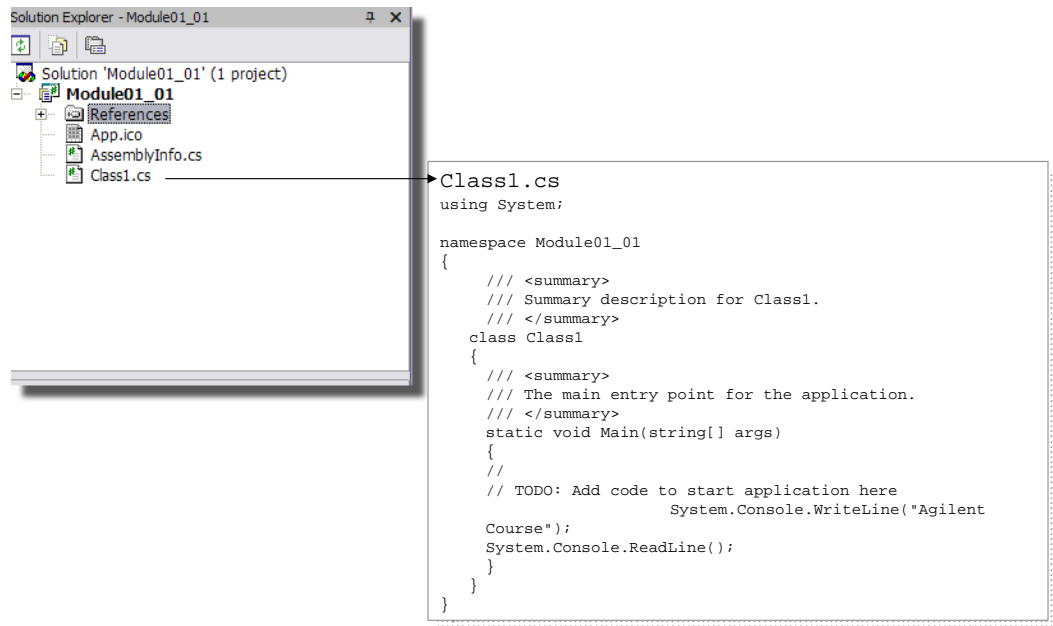 Solution Explorer - Module01_01
Solution 'Module01_01' (1 project)
Module01_01
References
App.ico
AssemblyInfo.cs
Class1.cs
Class1.cs
using System;
namespace Module01_01
{
/// <summary>
/// Summary description for Class1.
/// </summary>
class Class1
{
/// <summary>
/// The main entry point for the application.
/// </summary>
static void Main(string[] args)
{
//
// TODO: Add code to start application here
System.Console.WriteLine("Agilent
Course");
System.Console.ReadLine();
}
}
}